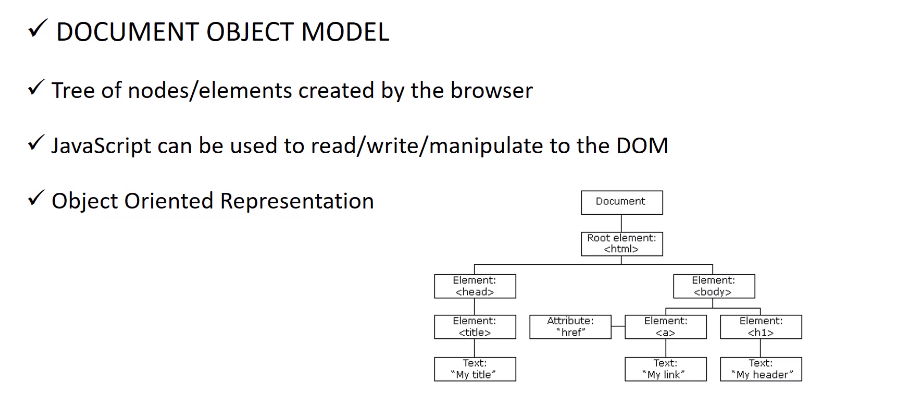 ✓ DOCUMENT OBJECT MODEL
✓ Tree of nodes/elements created by the browser
✓ JavaScript can be used to read/write/manipulate to the DOM
✓ Object Oriented Representation
Document
Root element:
<html>
Element:
<head>
Element:
<body>
Element:
<title>
Attribute:
"href"
Element:
<a>
Element:
<h1>
Text:
"My title"
Text:
"My link"
Text:
"My header"